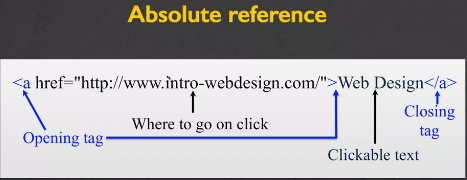 Absolute reference
<a href="http://www.intro-webdesign.com/">Web Design</a>
Where to go on click
Opening tag
Closing
tag
Clickable text